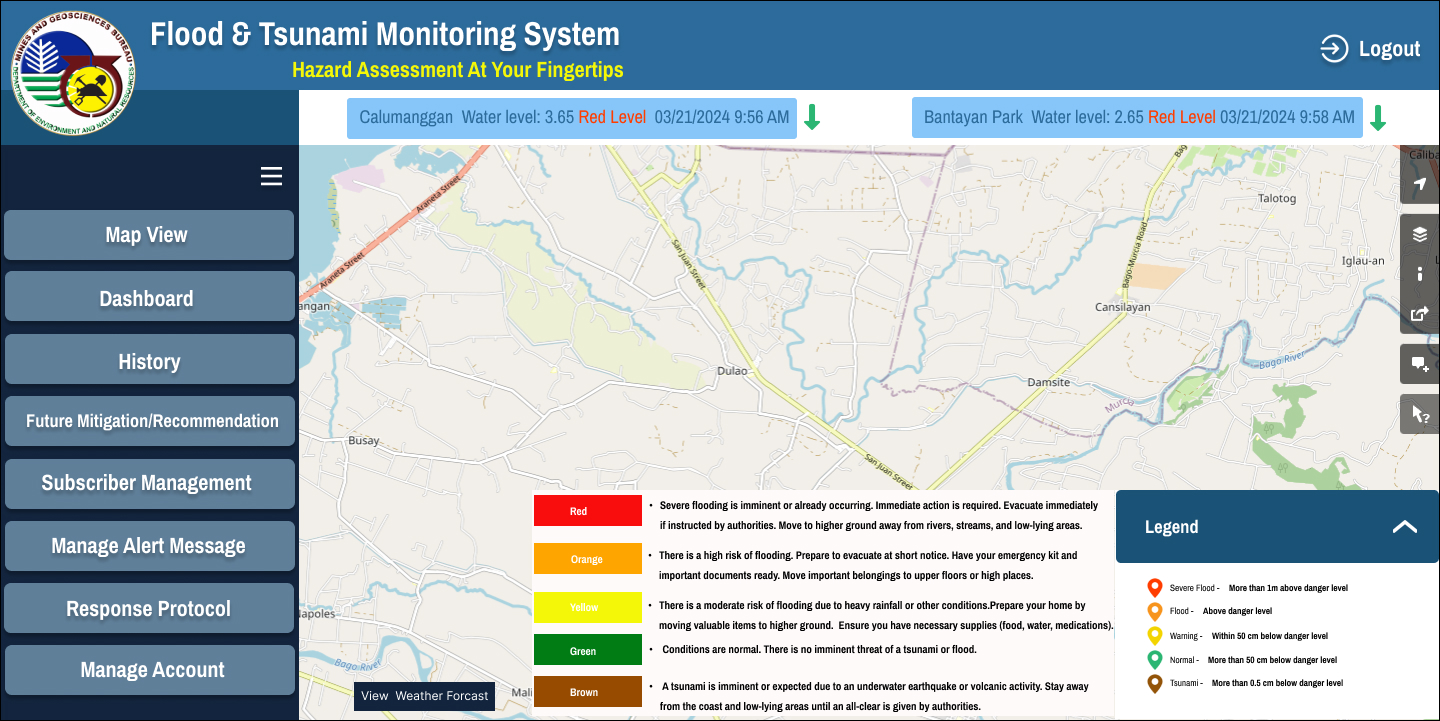 MINES AND GEOSCIENCES BUREAU
DEPARTMENT OF ENVIRONMENT AND NATURAL RESOURCES
Flood & Tsunami Monitoring System
Hazard Assessment At Your Fingertips
Logout
Calumanggan Water level: 3.65 Red Level 03/21/2024 9:56 AM
Bantayan Park Water level: 2.65 Red Level 03/21/2024 9:58 AM
Map View
Dashboard
History
Future Mitigation/Recommendation
Subscriber Management
Manage Alert Message
Response Protocol
Manage Account
Araneta Street
Araneta Street
San Juan Street
San Juan Street
Bago-Murcia Road
Bago
Talotog
Iglau-an
Cansilayan
Bago River
Dulao
Damsite
Murcia
Busay
angan
Napoles
Bago River
Mali
Caliba
View Weather Forcast
Red
• Severe flooding is imminent or already occurring. Immediate action is required. Evacuate immediately
if instructed by authorities. Move to higher ground away from rivers, streams, and low-lying areas.
Orange
• There is a high risk of flooding. Prepare to evacuate at short notice. Have your emergency kit and
important documents ready. Move important belongings to upper floors or high places.
Yellow
• There is a moderate risk of flooding due to heavy rainfall or other conditions.Prepare your home by
moving valuable items to higher ground. Ensure you have necessary supplies (food, water, medications).
Green
• Conditions are normal. There is no imminent threat of a tsunami or flood.
Brown
• A tsunami is imminent or expected due to an underwater earthquake or volcanic activity. Stay away
from the coast and low-lying areas until an all-clear is given by authorities.
Legend
Severe Flood - More than 1m above danger level
Flood - Above danger level
Warning - Within 50 cm below danger level
Normal - More than 50 cm below danger level
Tsunami - More than 0.5 cm below danger level